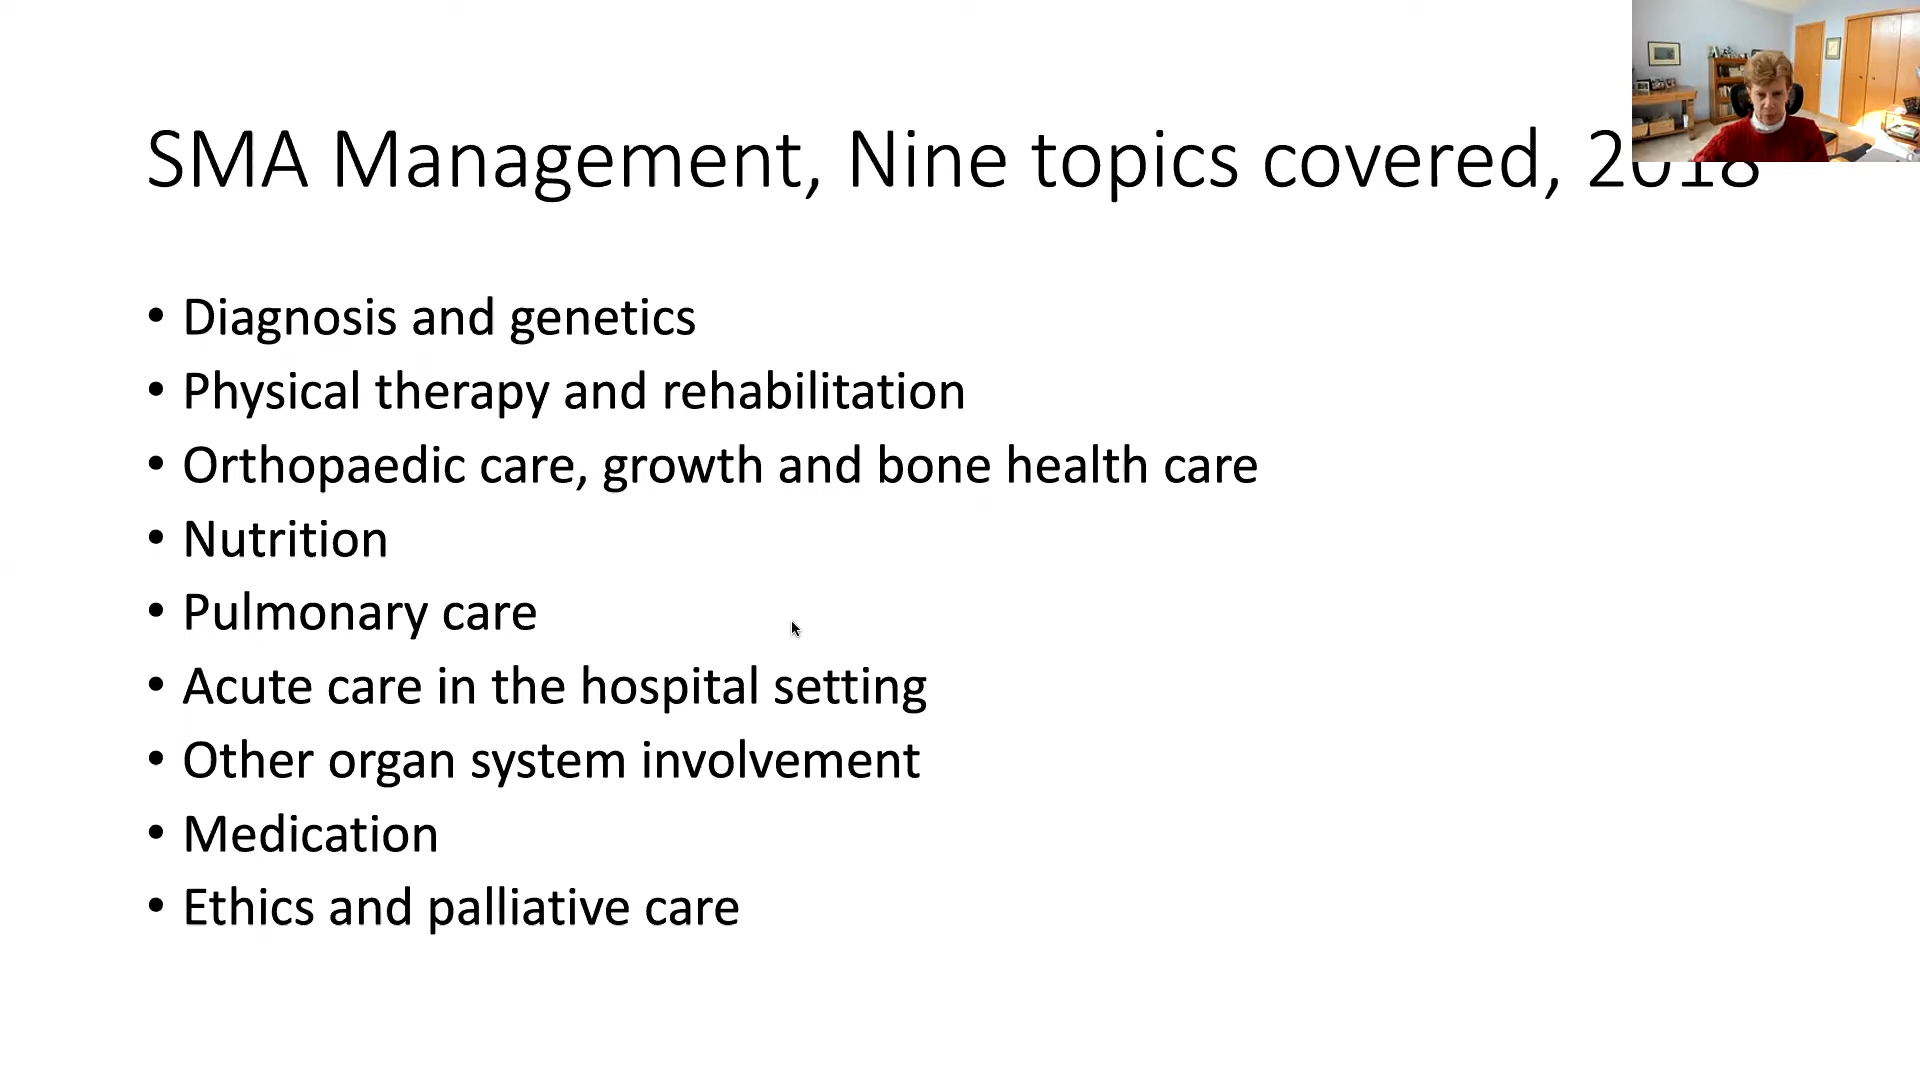 SMA Management, Nine topics covered, 2018
• Diagnosis and genetics
• Physical therapy and rehabilitation
• Orthopaedic care, growth and bone health care
• Nutrition
• Pulmonary care
• Acute care in the hospital setting
• Other organ system involvement
• Medication
• Ethics and palliative care